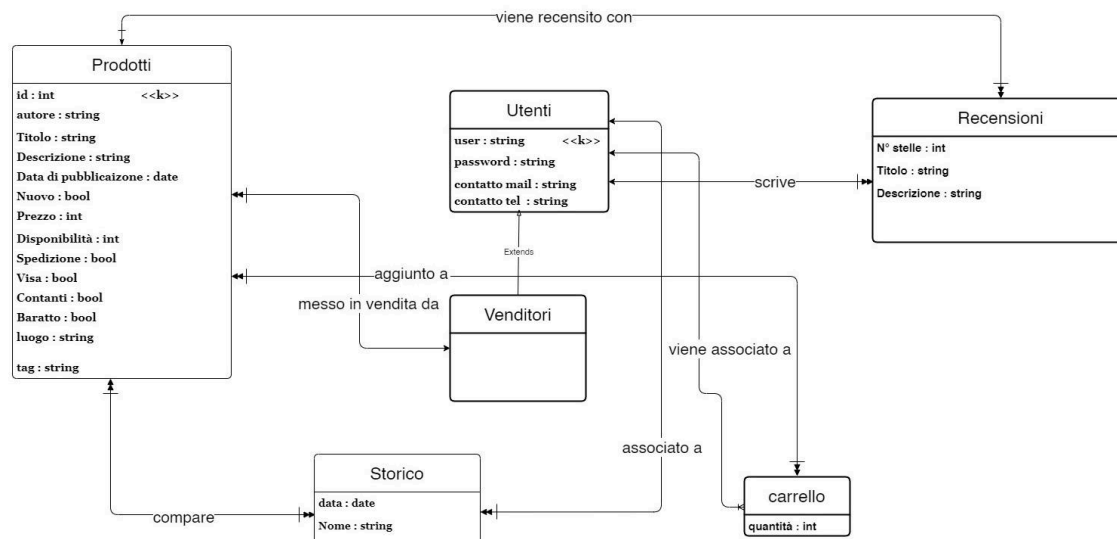 viene recensito con
Prodotti
id : int <<k>>
autore : string
Titolo : string
Descrizione : string
Data di pubblicaizone : date
Nuovo : bool
Prezzo : int
Disponibilità : int
Spedizione : bool
Visa : bool
Contanti : bool
Baratto : bool
luogo : string
tag : string
Utenti
user : string <<k>>
password : string
contatto mail : string
contatto tel : string
Recensioni
N° stelle : int
Titolo : string
Descrizione : string
scrive
Extends
aggiunto a
messo in vendita da
Venditori
viene associato a
associato a
Storico
data : date
Nome : string
compare
carrello
quantità : int